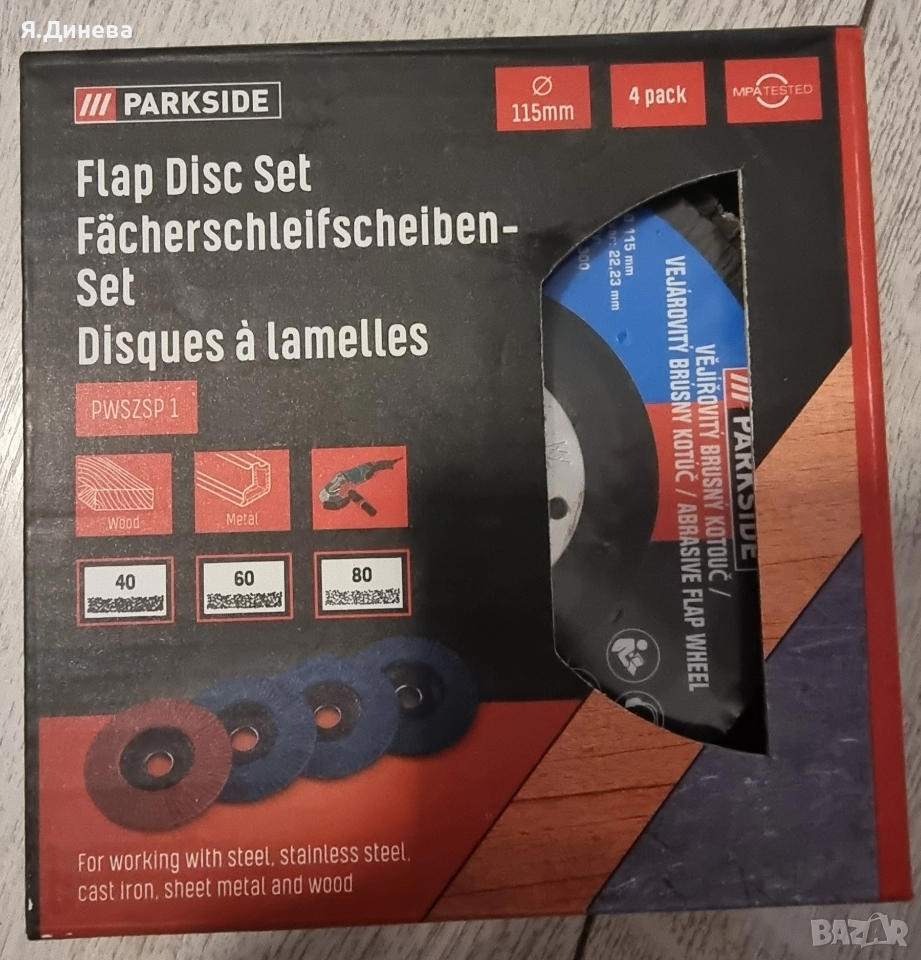 Я.Динева
PARKSIDE
Ø
115mm
4 pack
MPA TESTED
Flap Disc Set
Fächerschleifscheiben-
Set
Disques à lamelles
PWSZSP 1
Wood
Metal
40
60
80
115 mm
22,23 mm
PARKSIDE
VĚJÍŘOVITÝ BRUSNÝ KOTOUČ /
VEJÁROVITÝ BRÚSNY KOTÚČ / ABRASIVE FLAP WHEEL
For working with steel, stainless steel,
cast iron, sheet metal and wood
BAZAR